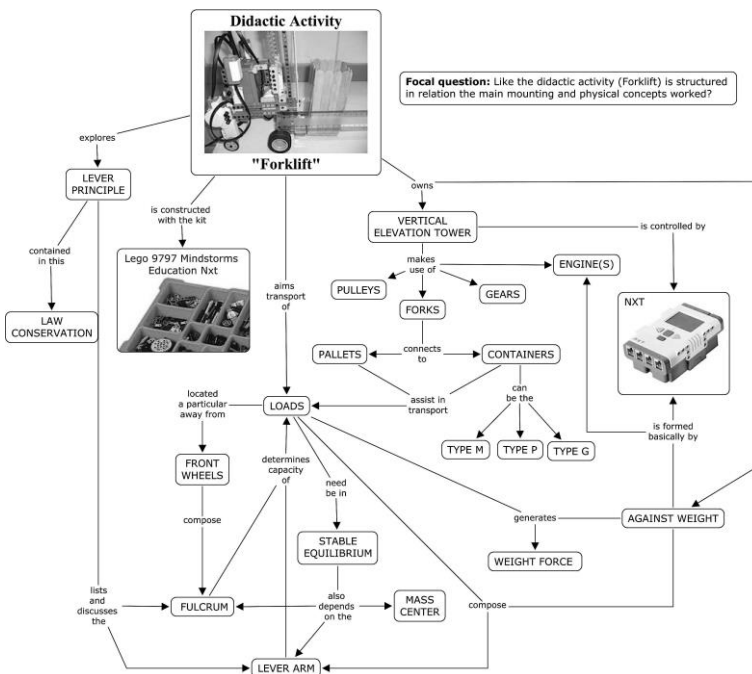 Didactic Activity
"Forklift"
Focal question: Like the didactic activity (Forklift) is structured
in relation the main mounting and physical concepts worked?
explores
LEVER
PRINCIPLE
is constructed
with the kit
owns
VERTICAL
ELEVATION TOWER
is controlled by
contained
in this
Lego 9797 Mindstorms
Education Nxt
aims
transport
of
makes
use of
ENGINE(S)
PULLEYS
GEARS
NXT
FORKS
LAW
CONSERVATION
PALLETS
connects
to
CONTAINERS
located
a particular
away from
LOADS
assist in
transport
can
be the
is formed
basically by
TYPE M
TYPE P
TYPE G
FRONT
WHEELS
determines
capacity
of
need
be in
compose
generates
AGAINST WEIGHT
STABLE
EQUILIBRIUM
WEIGHT FORCE
lists
and
discusses
the
FULCRUM
also
depends
on the
MASS
CENTER
compose
LEVER ARM